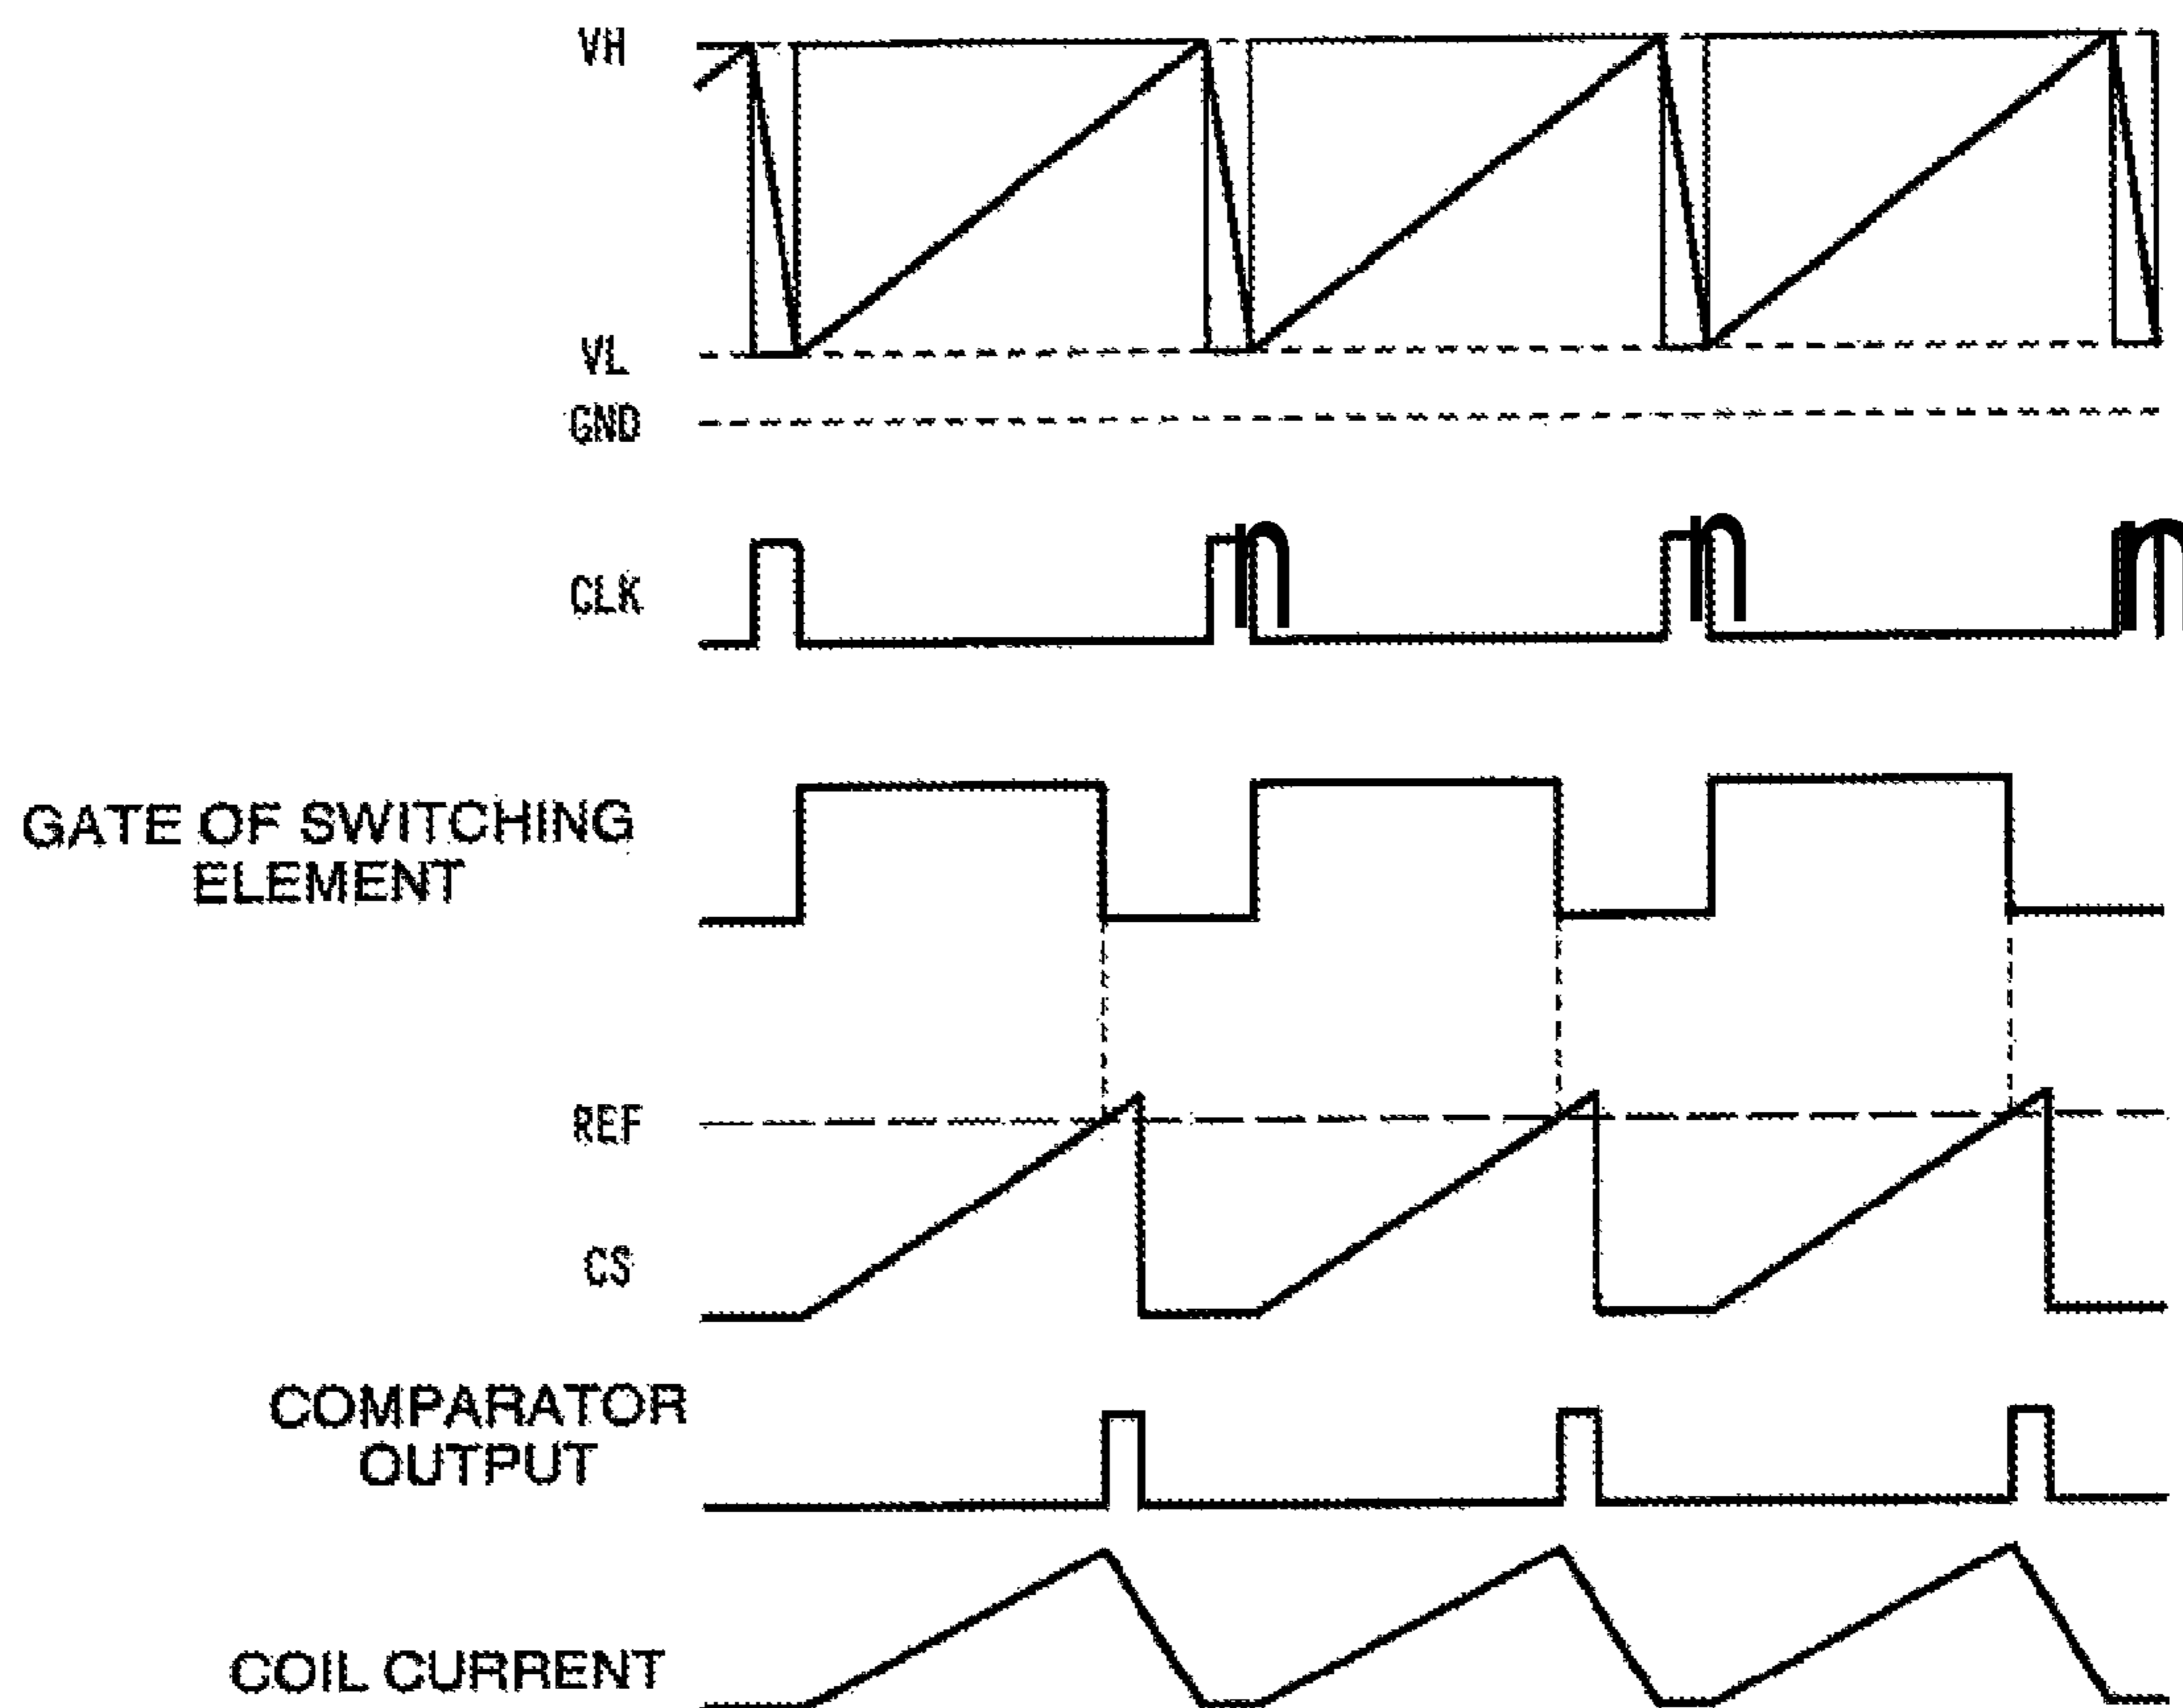 VH
VL
GND
CLK
GATE OF SWITCHING
ELEMENT
REF
CS
COMPARATOR
OUTPUT
COIL CURRENT